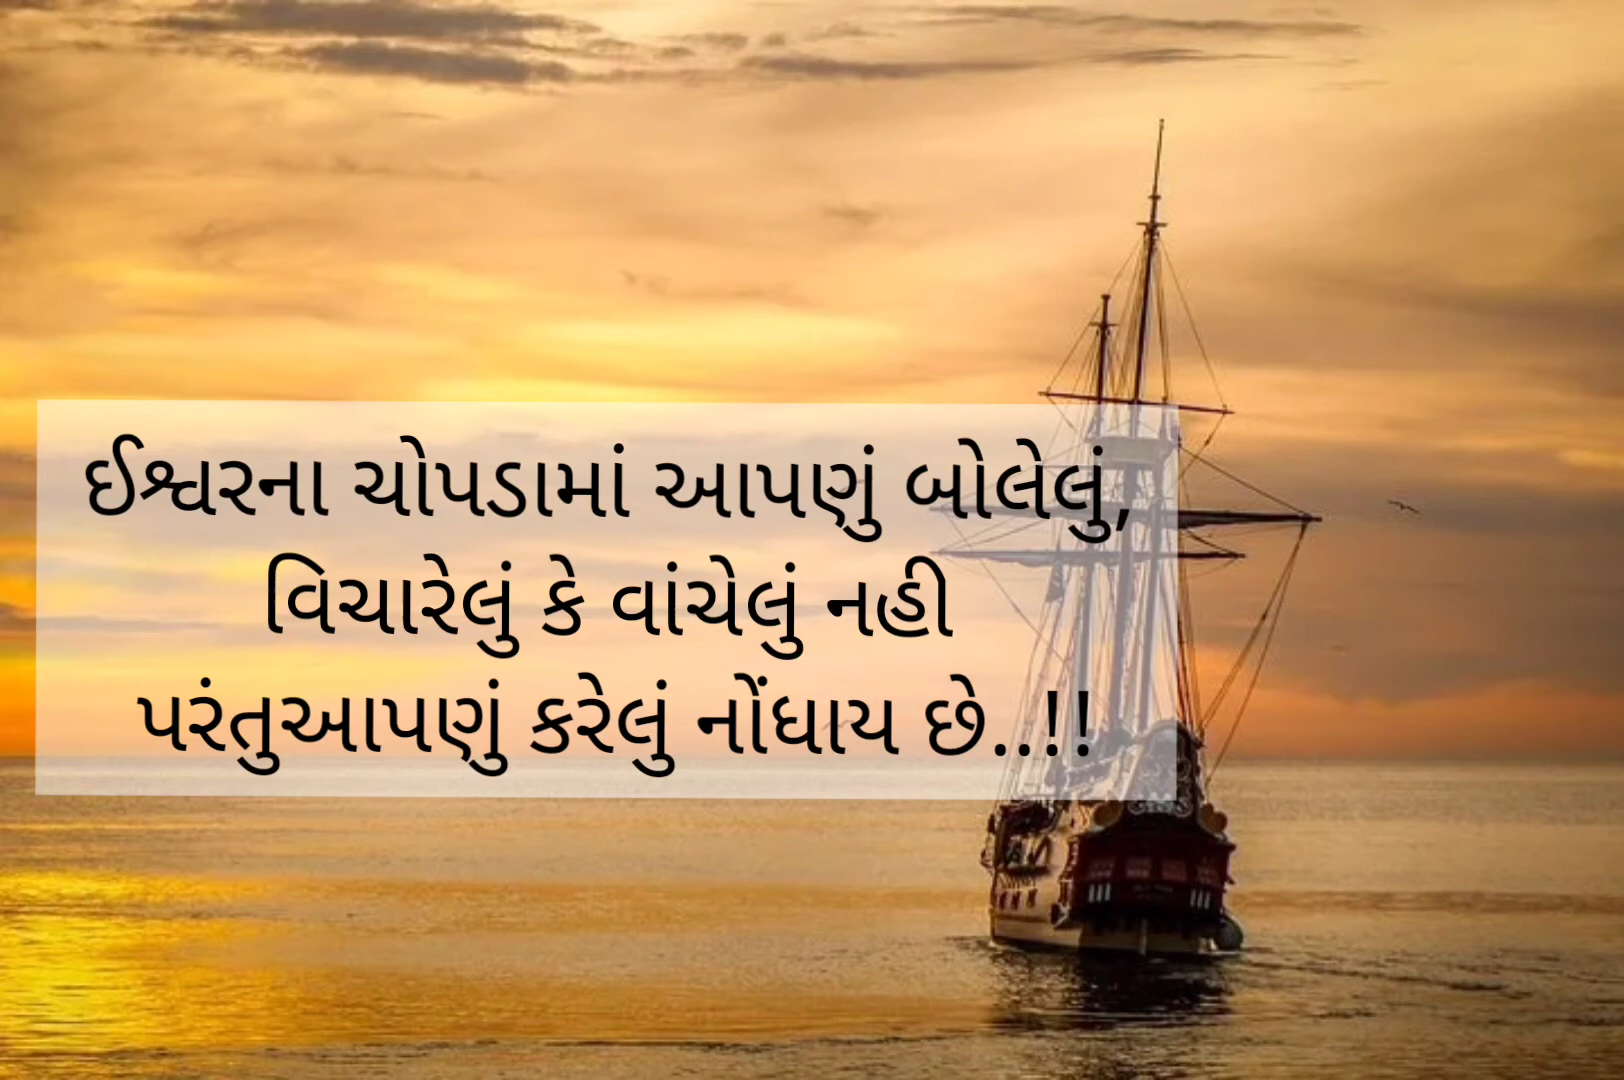 ઈશ્વરના ચોપડામાં આપણું બોલેલું,
વિચારેલું કે વાંચેલું નહી
પરંતુઆપણું કરેલું નોંધાય છે..!!